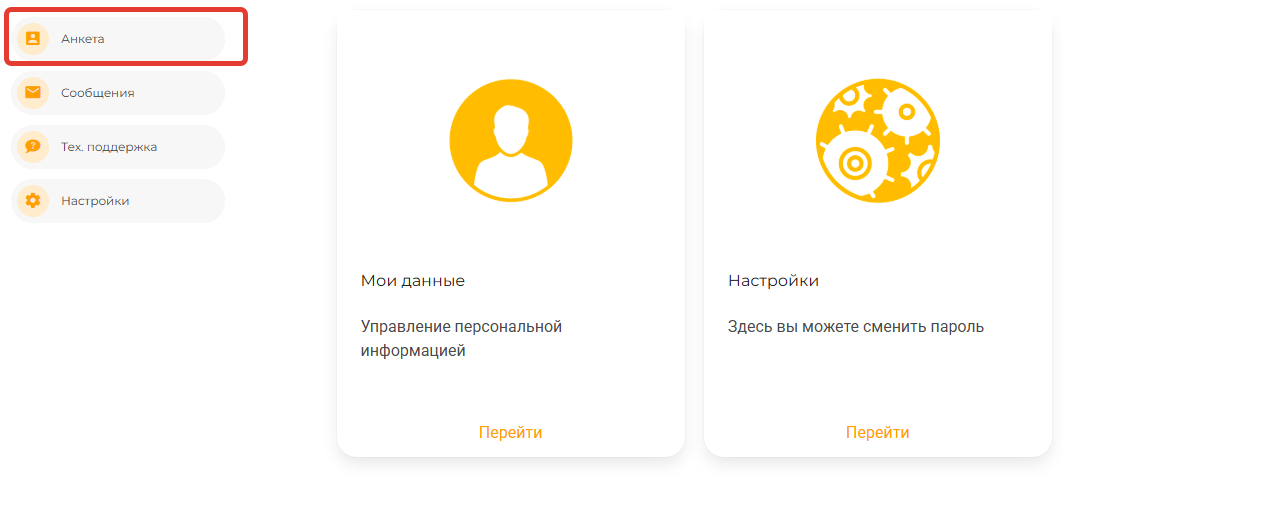 Анкета
Сообщения
Тех. поддержка
Настройки
Мои данные
Управление персональной
информацией
Перейти
Настройки
Здесь вы можете сменить пароль
Перейти